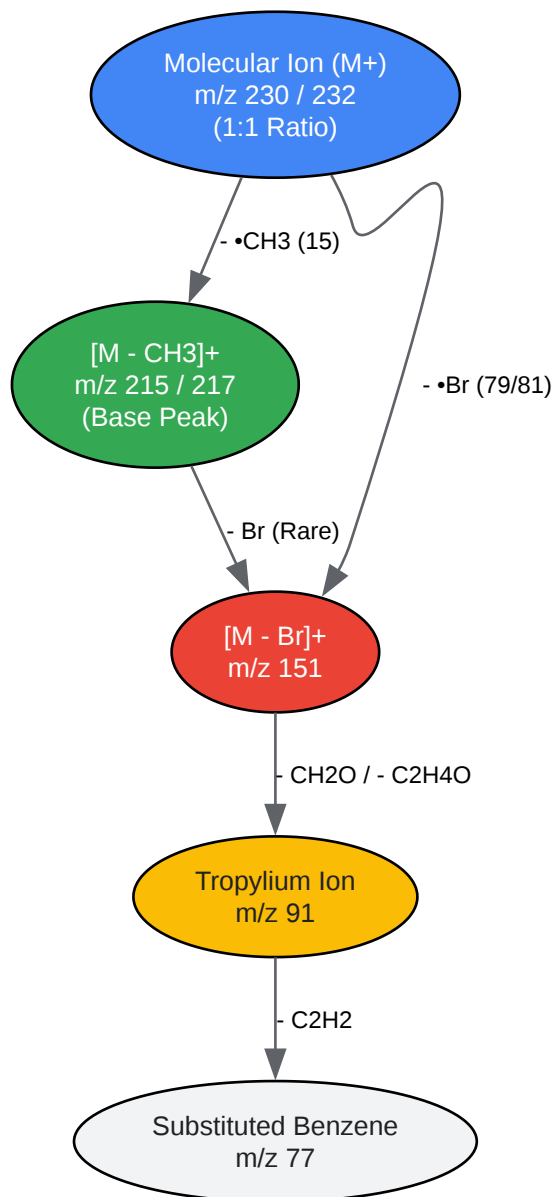 Molecular Ion (M+)
m/z 230 / 232
(1:1 Ratio)
- •CH3 (15)
[M - CH3]+
m/z 215 / 217
(Base Peak)
- •Br (79/81)
- Br (Rare)
[M - Br]+
m/z 151
- CH2O / - C2H4O
Tropylium Ion
m/z 91
- C2H2
Substituted Benzene
m/z 77